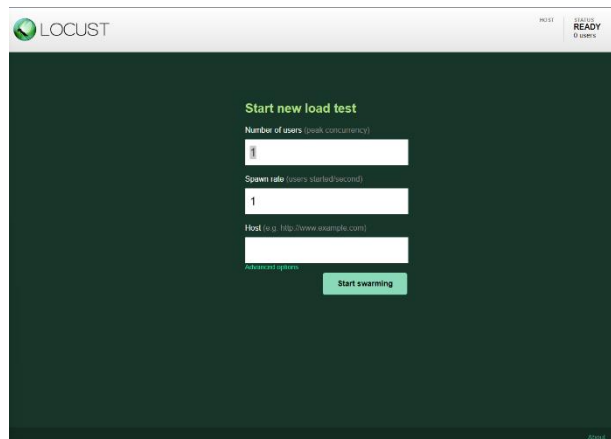 LOCUST
HOST
STATUS
READY
0 users
Start new load test
Number of users (peak concurrency)
1
Spawn rate (users started/second)
1
Host (e.g. http://www.example.com)
Advanced options
Start swarming
About